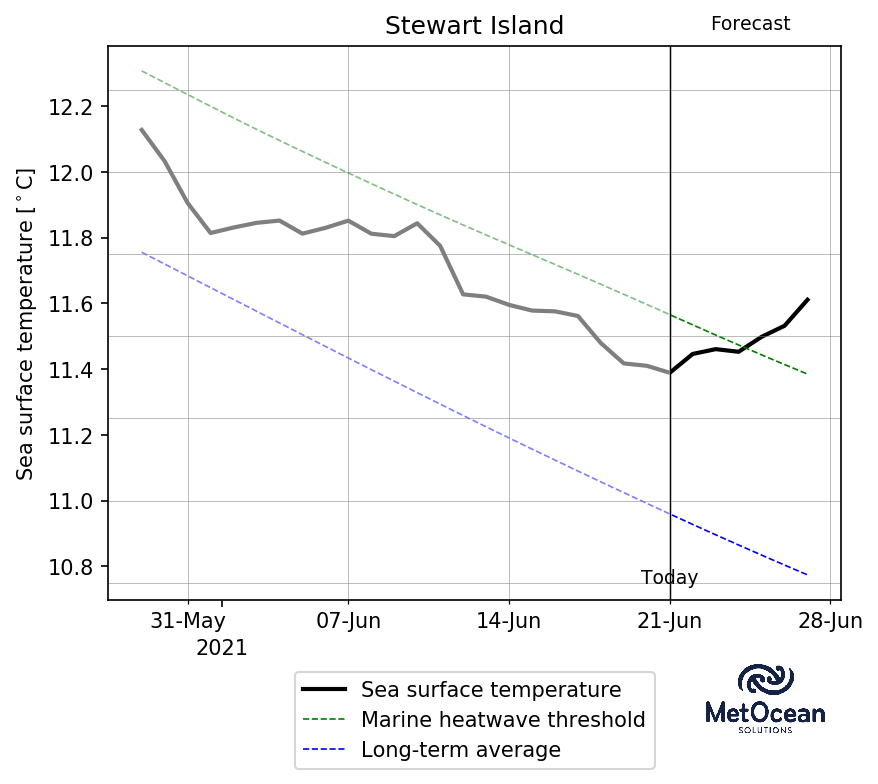 Stewart Island
Forecast
Sea surface temperature [°C]
12.2
12.0
11.8
11.6
11.4
11.2
11.0
10.8
Today
31-May
07-Jun
14-Jun
21-Jun
28-Jun
2021
Sea surface temperature
Marine heatwave threshold
Long-term average
MetOcean
SOLUTIONS